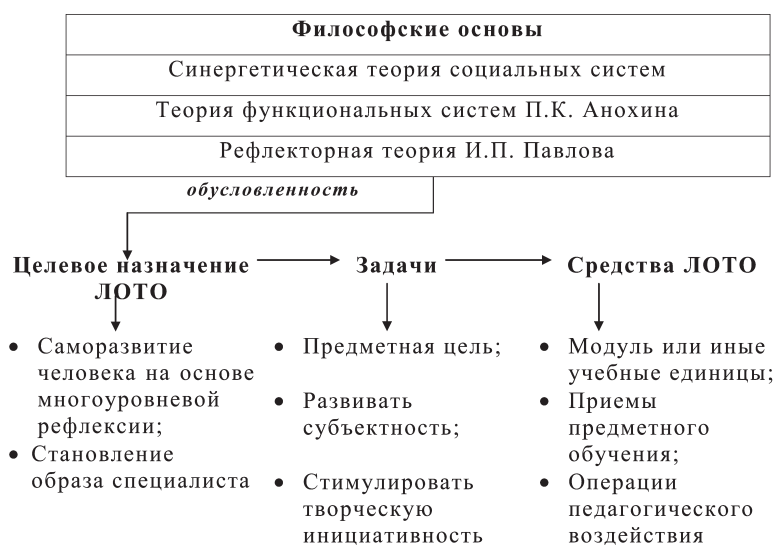 Философские основы
Синергетическая теория социальных систем
Теория функциональных систем П.К. Анохина
Рефлекторная теория И.П. Павлова
обусловленность
Целевое назначение
ЛОТО
Задачи
Средства ЛОТО
• Саморазвитие
человека на основе
многоуровневой
рефлексии;
• Становление
образа специалиста
• Предметная цель;
• Развивать
субъектность;
• Стимулировать
творческую
инициативность
• Модуль или иные
учебные единицы;
• Приемы
предметного
обучения;
• Операции
педагогического
воздействия